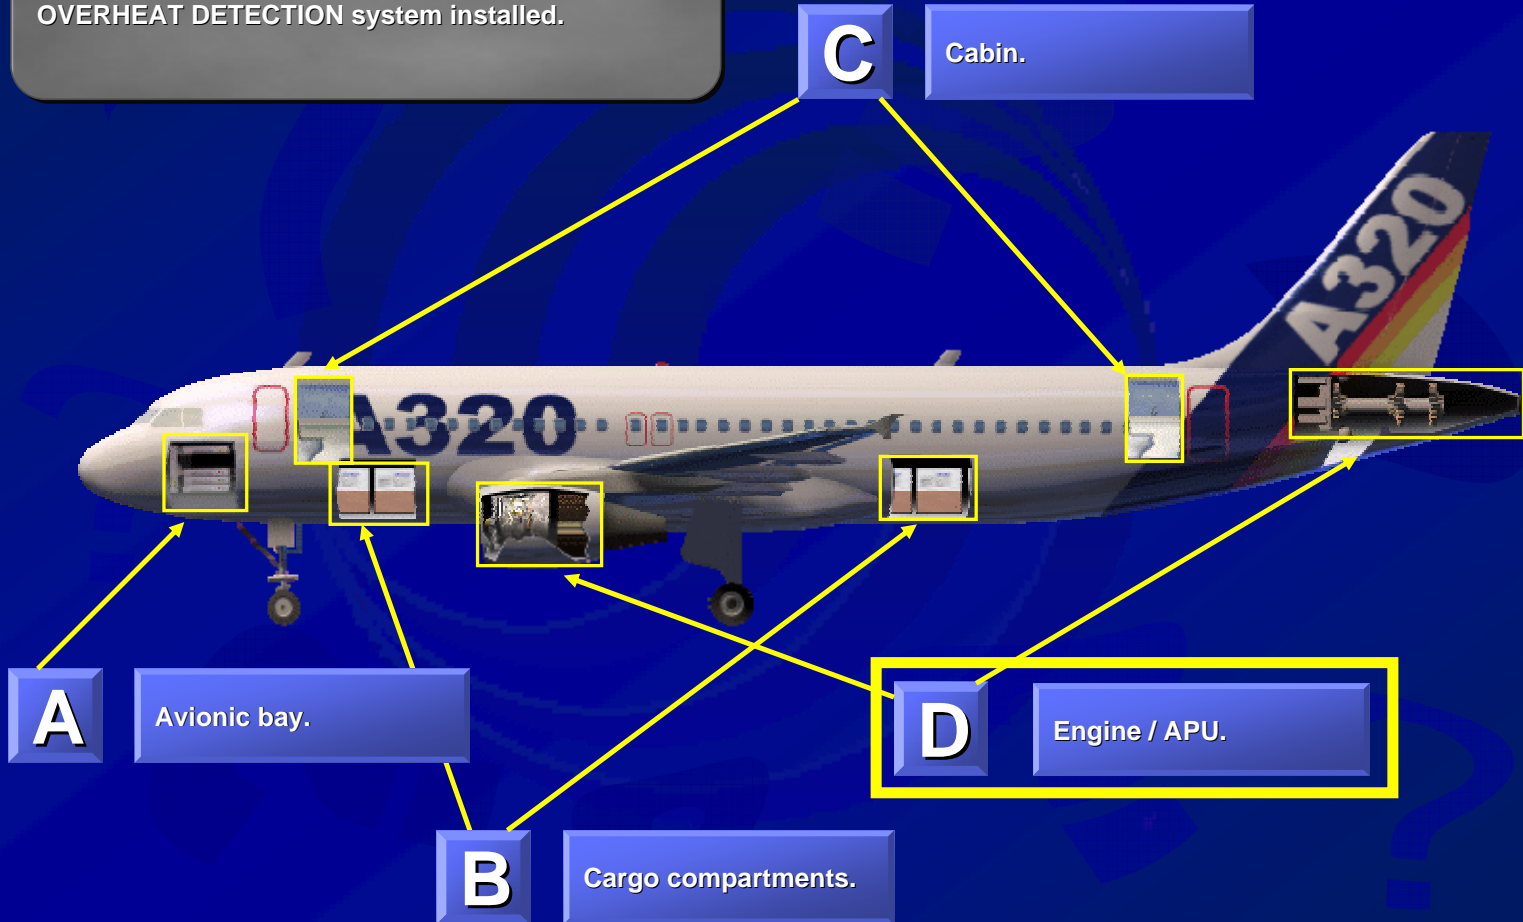 OVERHEAT DETECTION system installed.
C
Cabin.
A320
A320
A
Avionic bay.
D
Engine / APU.
B
Cargo compartments.